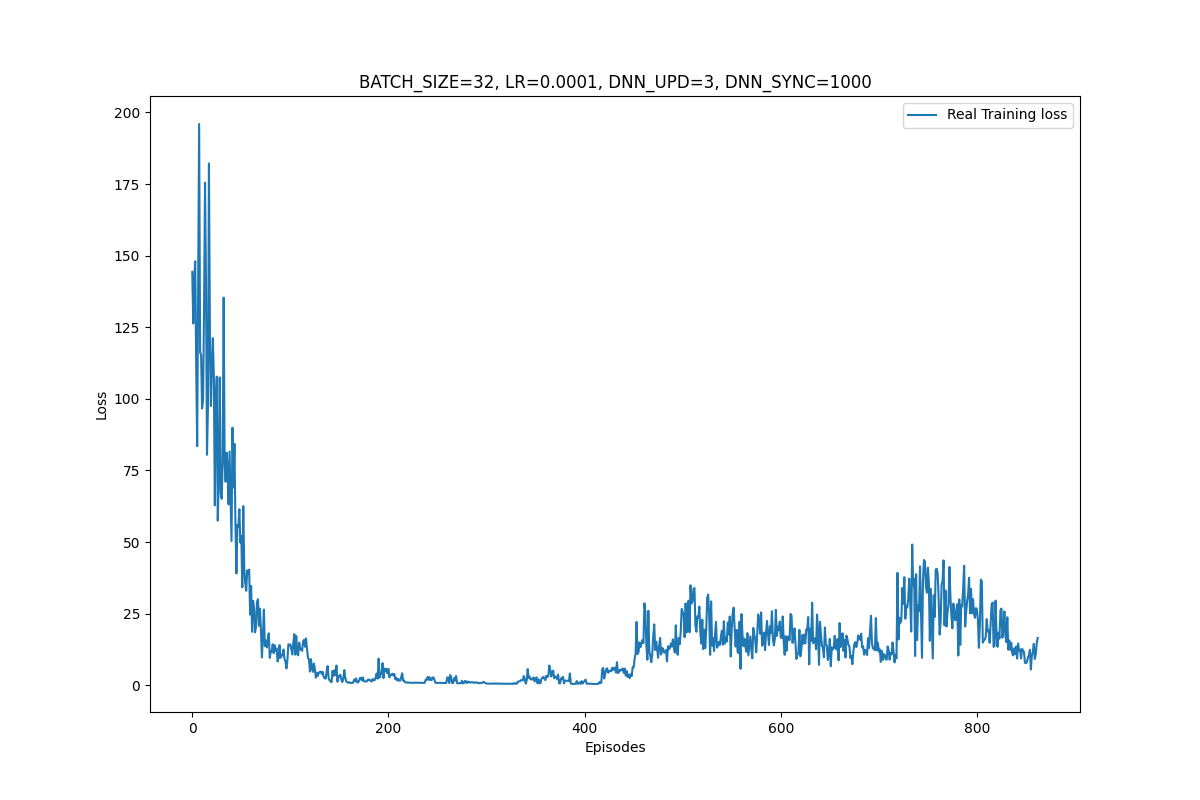 BATCH_SIZE=32, LR=0.0001, DNN_UPD=3, DNN_SYNC=1000
Real Training loss
200
175
150
125
100
75
50
25
0
Loss
0 200 400 600 800
Episodes